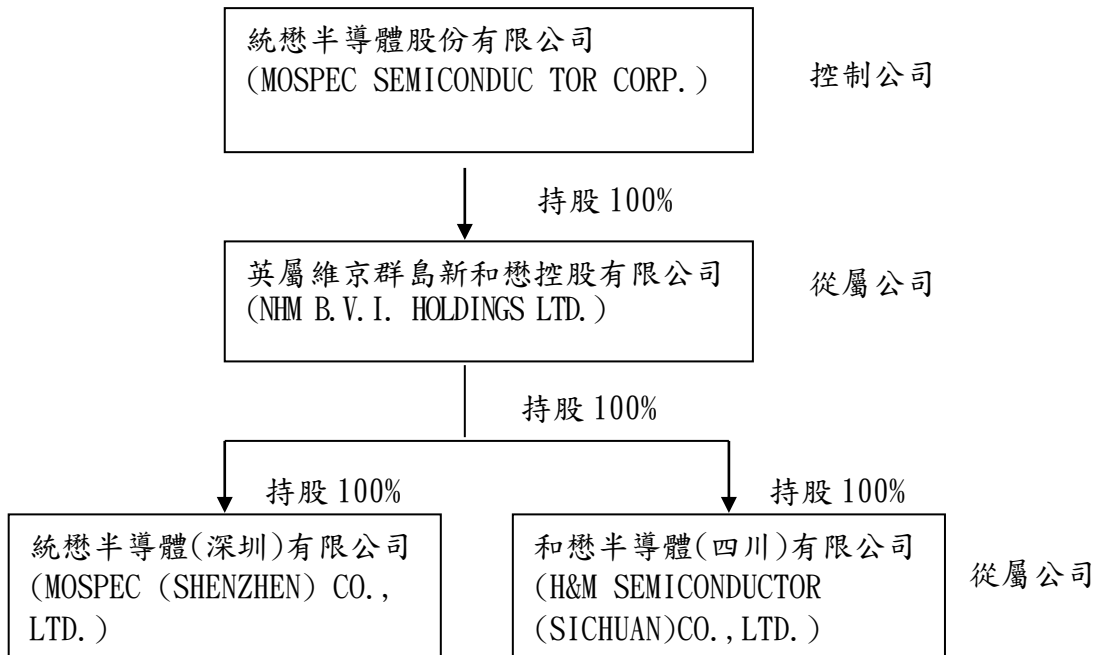 統懋半導體股份有限公司
(MOSPEC SEMICONDUC TOR CORP.)
控制公司
持股 100%
英屬維京群島新和懋控股有限公司
(NHM B.V.I. HOLDINGS LTD.)
從屬公司
持股 100%
持股 100%
持股 100%
統懋半導體(深圳)有限公司
(MOSPEC (SHENZHEN) CO.,
LTD.)
和懋半導體(四川)有限公司
(H&M SEMICONDUCTOR
(SICHUAN)CO.,LTD.)
從屬公司